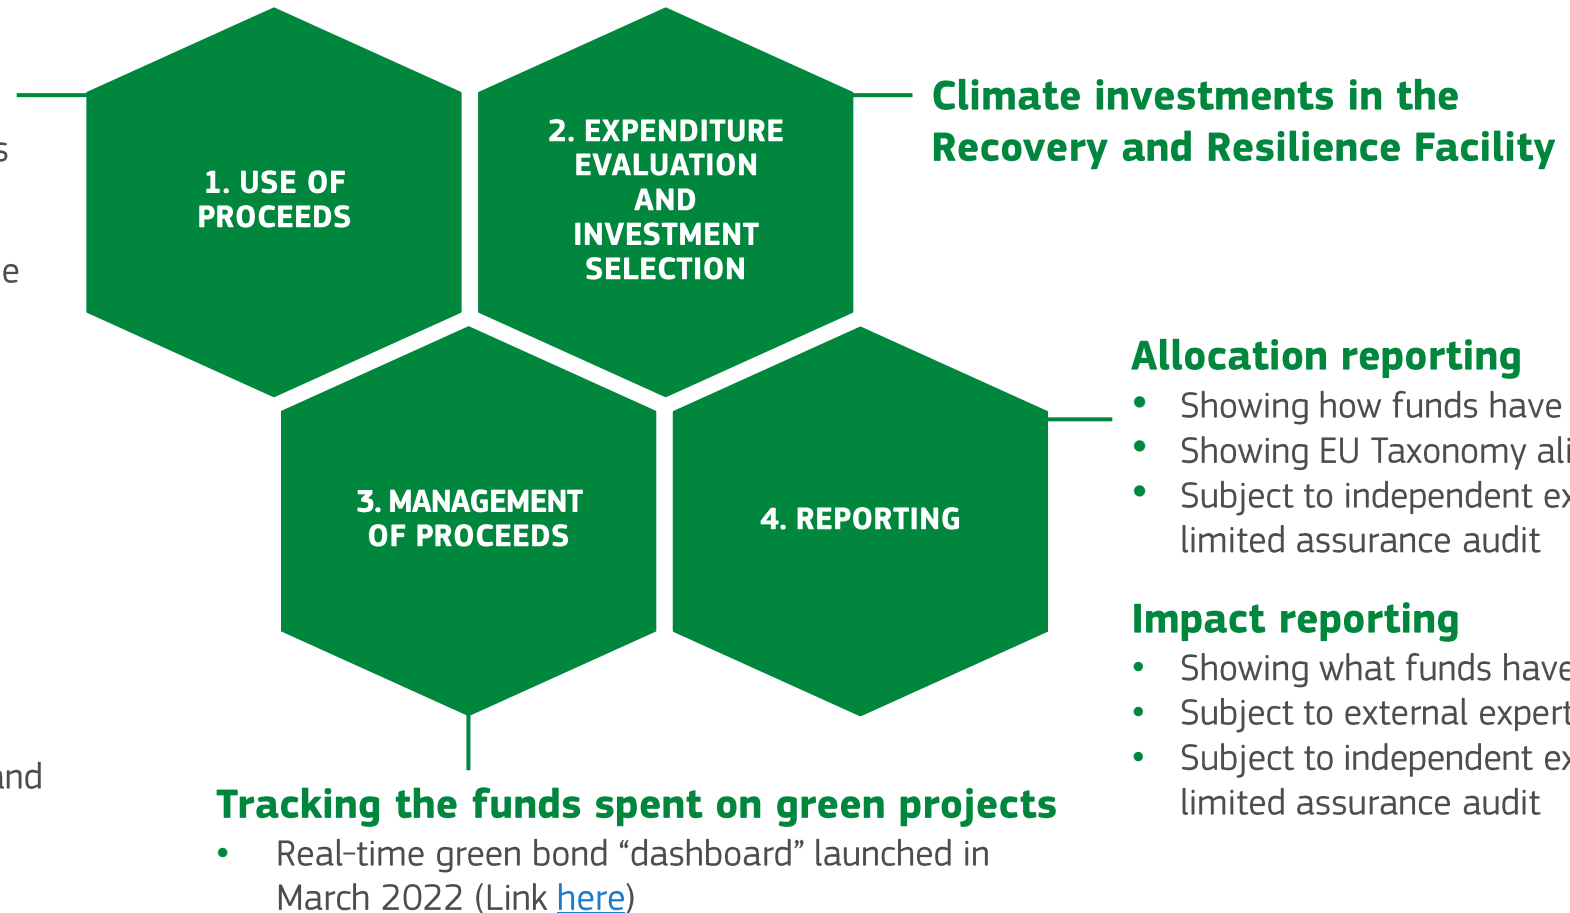 s
e
and
1. USE OF
PROCEEDS
2. EXPENDITURE
EVALUATION
AND
INVESTMENT
SELECTION
Climate investments in the
Recovery and Resilience Facility
3. MANAGEMENT
OF PROCEEDS
4. REPORTING
Allocation reporting
• Showing how funds have
• Showing EU Taxonomy ali
• Subject to independent ex
limited assurance audit
Impact reporting
• Showing what funds have
• Subject to external expert
• Subject to independent ex
limited assurance audit
Tracking the funds spent on green projects
• Real-time green bond “dashboard” launched in
March 2022 (Link here)